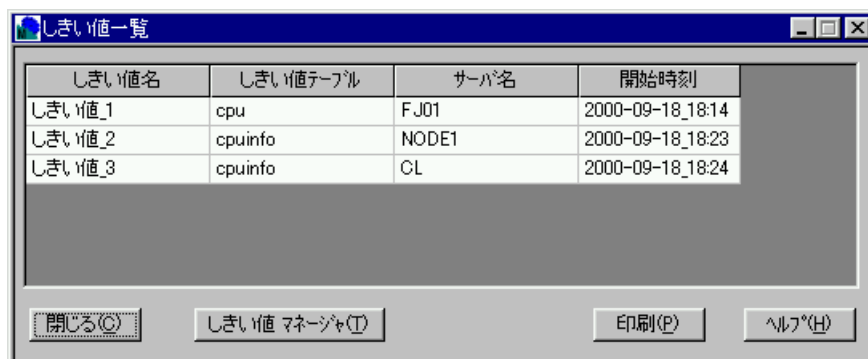 しきい値一覧
しきい値名 しきい値テーブル サーバ名 開始時刻
しきい値_1 cpu FJ01 2000-09-18_18:14
しきい値_2 cpuinfo NODE1 2000-09-18_18:23
しきい値_3 cpuinfo CL 2000-09-18_18:24
閉じる(C) しきい値 マネージャ(T) 印刷(P) ヘルプ(H)